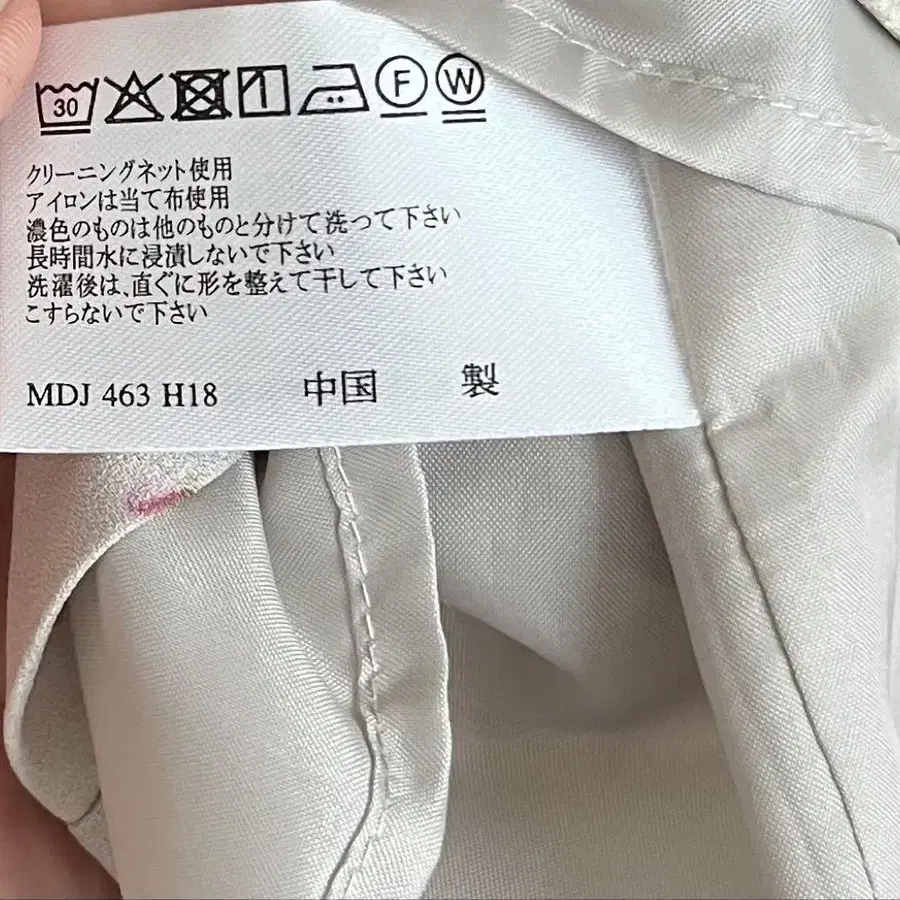 30 F W
クリーニングネット使用
アイロンは当て布使用
濃色のものは他のものと分けて洗って下さい
長時間水に浸漬しないで下さい
洗濯後は、直ぐに形を整えて干して下さい
こすらないで下さい
MDJ 463 H18 中国 製